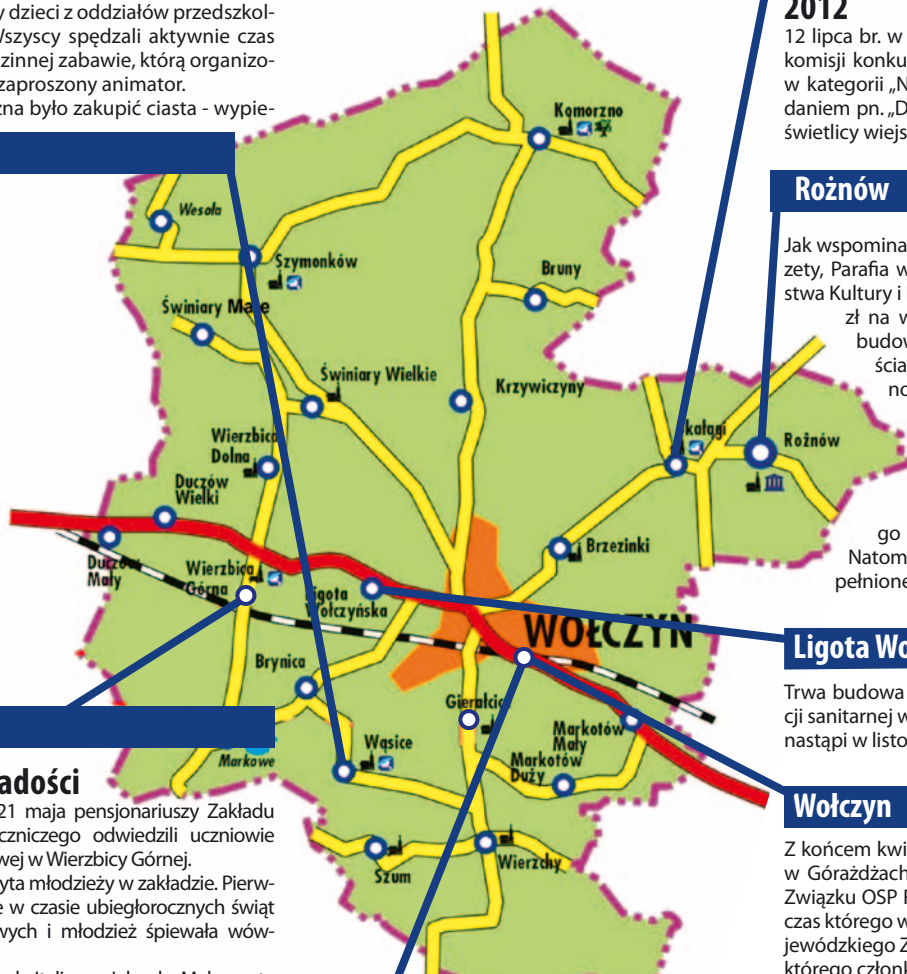 y dzieci z oddziałów przedszkol-
Wszyscy spędzali aktywnie czas
zinnej zabawie, którą organizo-
zaproszony animator.
na było zakupić ciasta - wypie-
2012
12 lipca br. w
komisji konku
w kategorii „N
daniem pn. „D
świetlicy wiejs
Rożnów
Jak wspomina
zety, Parafia w
stwa Kultury i
zł na w
budow
ścia
no
go
Natom
pełnione
Ligota Wo
Trwa budowa
cji sanitarnej w
nastąpi w listo
Wołczyn
Z końcem kwi
w Górażdżach
Związku OSP
czas którego w
jewódzkiego Z
którego członk
Komorzno
Wesoła
Szymonków
Bruny
Świniary Małe
Świniary Wielkie
Krzywiczyny
Wierzbica
Dolna
Skałągi
Rożnów
Duczów
Wielki
Brzezinki
Duczów
Mały
Wierzbica
Górna
Ligota
Wołczyńska
WOŁCZYN
Brynica
Gierałcice
Markotów
Mały
Markowe
Wąsice
Markotów
Duży
Szum
Wierzchy
adości
21 maja pensjonariuszy Zakładu
czniczego odwiedzili uczniowie
wej w Wierzbicy Górnej.
yta młodzieży w zakładzie. Pierw-
e w czasie ubiegłorocznych świąt
wych i młodzież śpiewała wów-